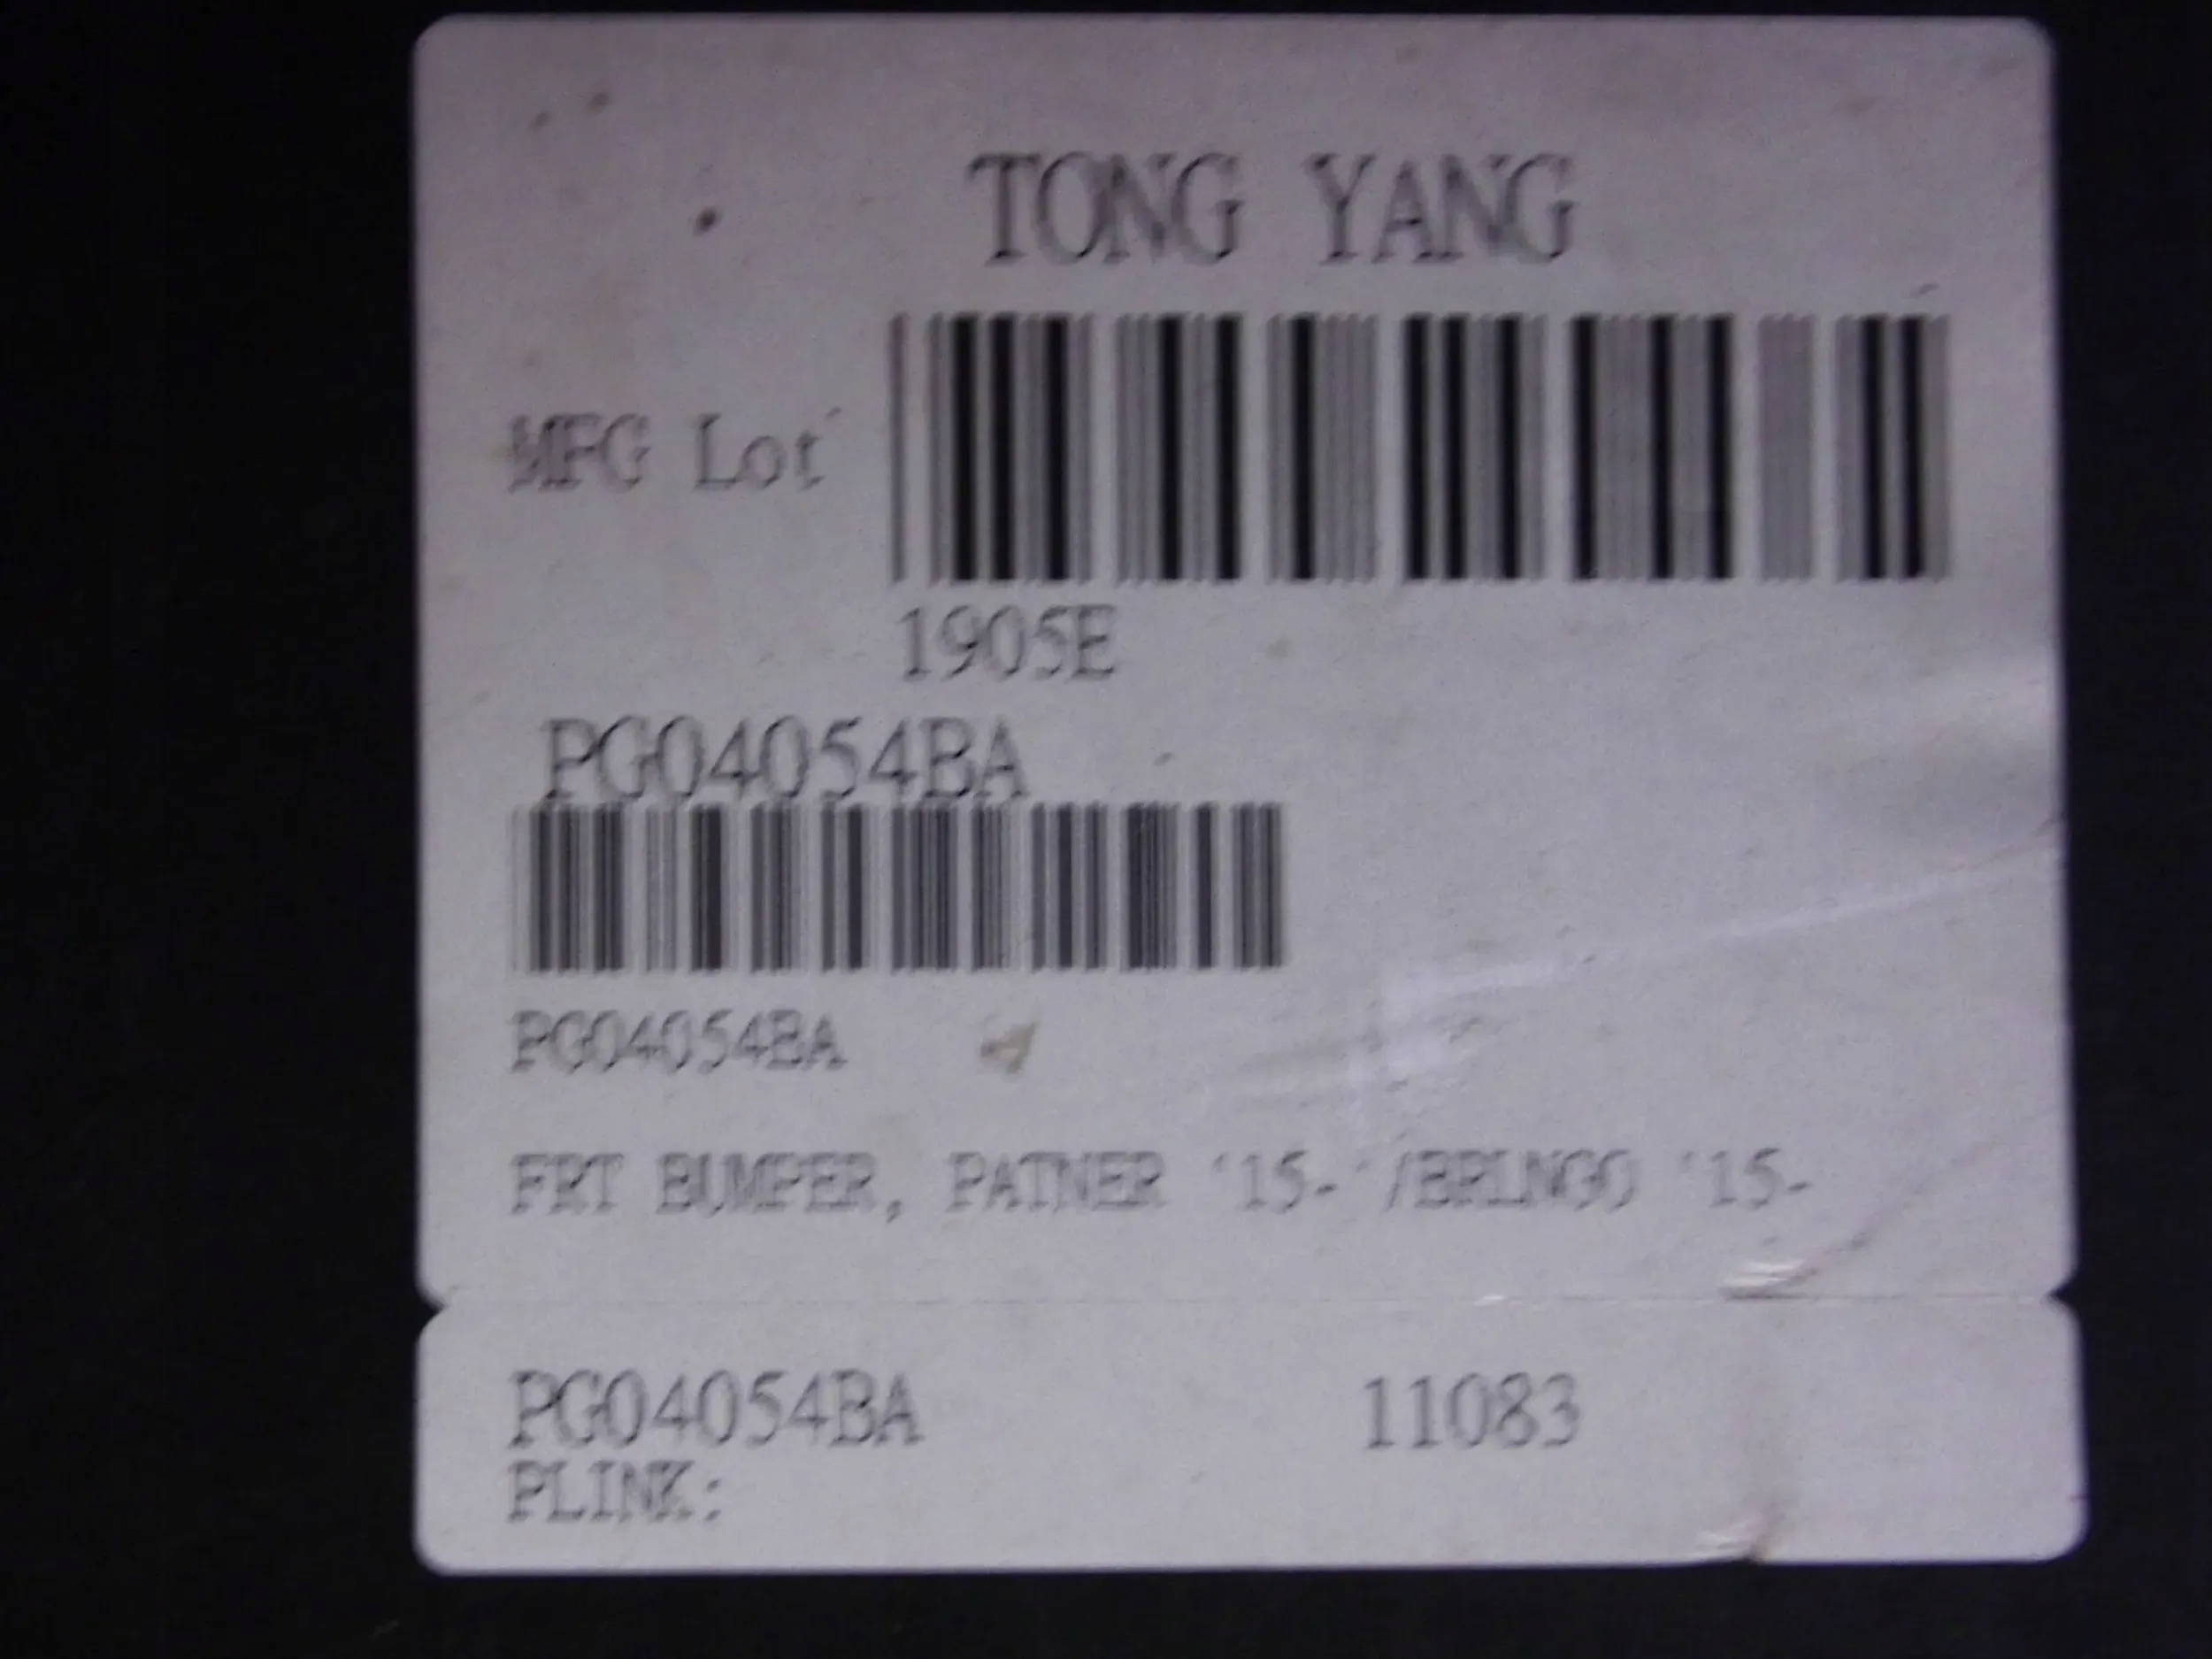 TONG YANG
MFG Lot
1905E
PG04054BA
PG04054BA
FRT BUMPER, PATNER '15- /BRLNGO '15-
PG04054BA 11083
PLINK: